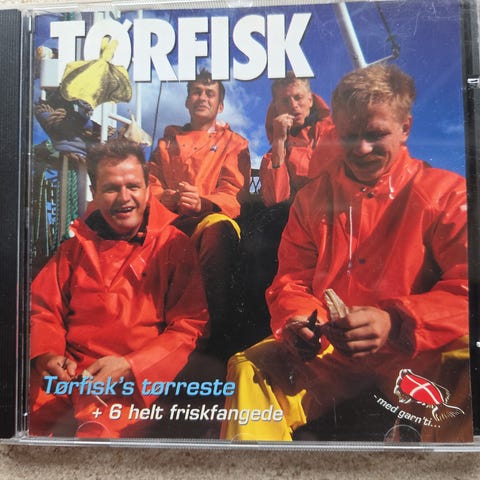 TØRFISK
Tørfisk's tørreste
+ 6 helt friskfangede
- med garn'ti...